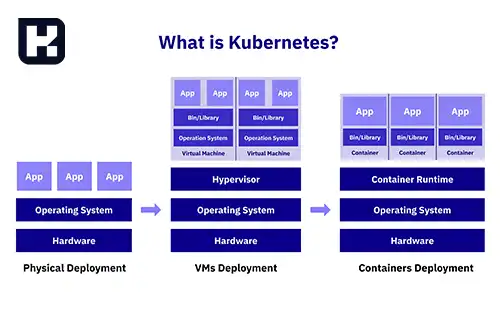 What is Kubernetes?
App App App
Operating System
Hardware
Physical Deployment
App App App App
Bin/Library Bin/Library
Operation System Operation System
Virtual Machine Virtual Machine
Hypervisor
Operating System
Hardware
VMs Deployment
App App App
Bin/Library Bin/Library Bin/Library
Container Container Container
Container Runtime
Operating System
Hardware
Containers Deployment